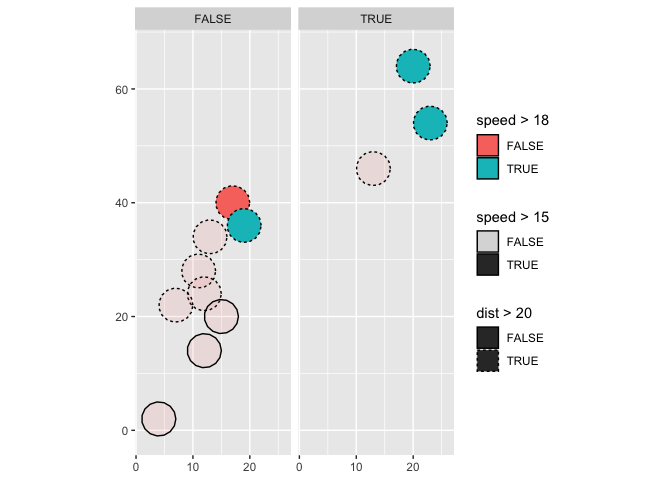 FALSE
TRUE
60
40
20
0
0
10
20
0
10
20
speed > 18
FALSE
TRUE
speed > 15
FALSE
TRUE
dist > 20
FALSE
TRUE